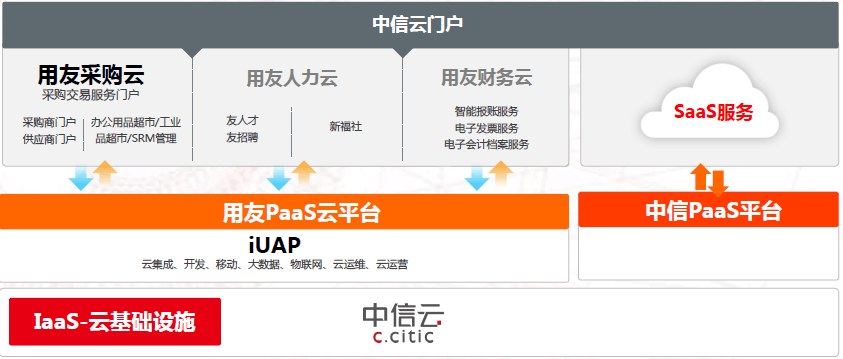 中信云门户
用友采购云
采购交易服务门户
采购商门户
供应商门户
办公用品超市/工业
品超市/SRM管理
用友人力云
友人才
友招聘
新福社
用友财务云
智能报账服务
电子发票服务
电子会计档案服务
SaaS服务
用友PaaS云平台
iUAP
云集成、开发、移动、大数据、物联网、云运维、云运营
中信PaaS平台
IaaS-云基础设施
中信云
c.citic